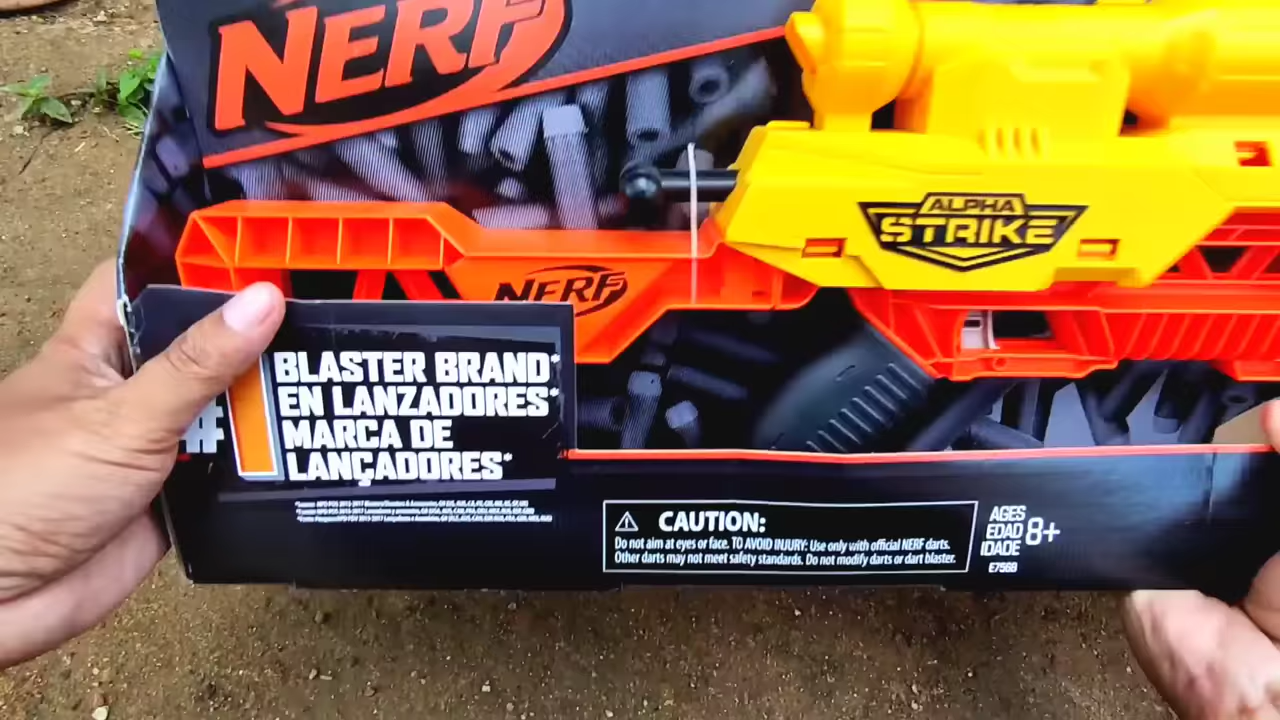 NERF
ALPHA
STRIKE
NERF
#1
BLASTER BRAND*
EN LANZADORES*
MARCA DE
LANÇADORES*
CAUTION:
Do not aim at eyes or face. TO AVOID INJURY: Use only with official NERF darts.
Other darts may not meet safety standards. Do not modify darts or dart blaster.
AGES
EDAD
IDADE
8+
E7568